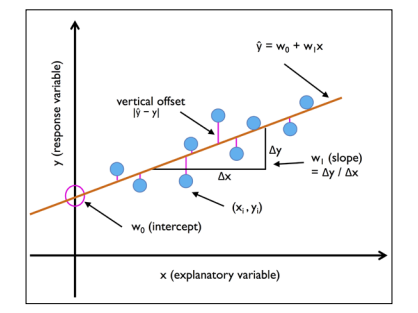 ŷ = w₀ + w₁x
y (response variable)
vertical offset
|ŷ − y|
Δy
w₁ (slope)
= Δy / Δx
Δx
(xᵢ, yᵢ)
w₀ (intercept)
x (explanatory variable)